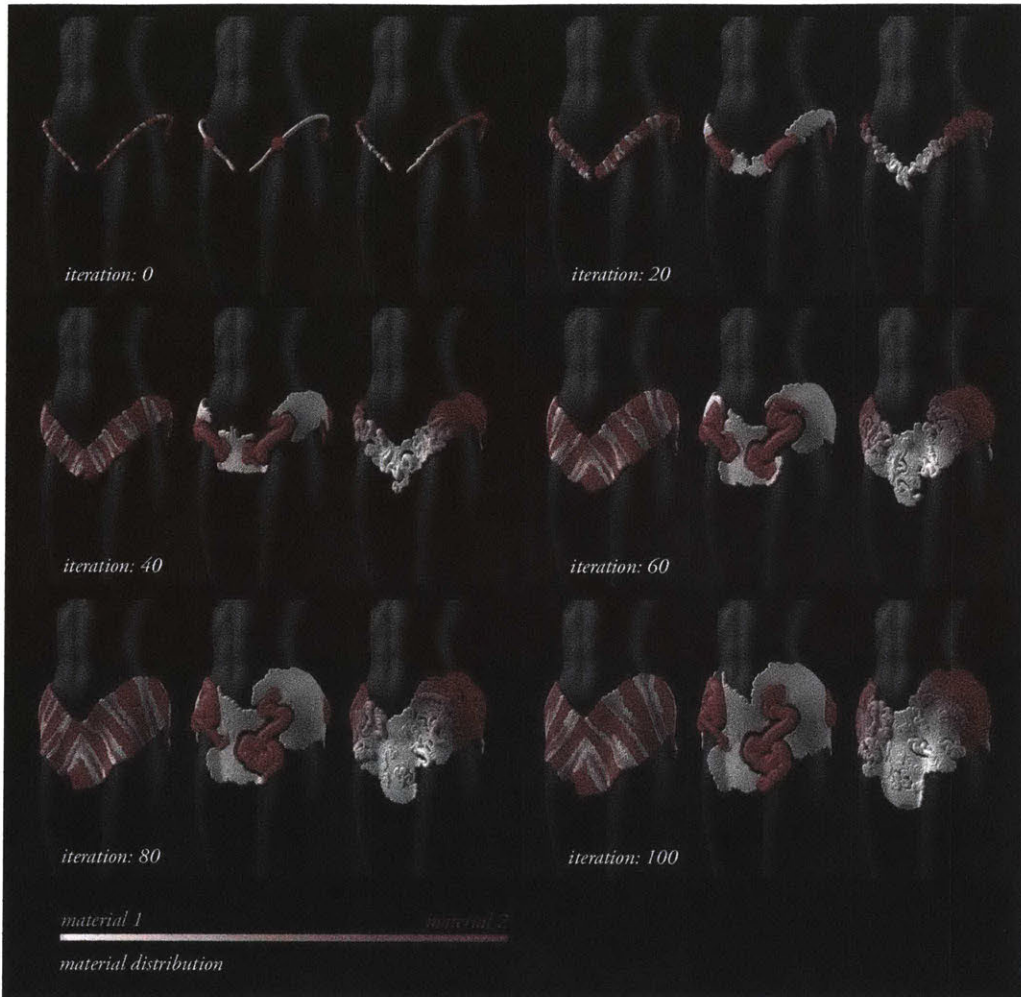 iteration: 0
iteration: 20
iteration: 40
iteration: 60
iteration: 80
iteration: 100
material 1
material 2
material distribution